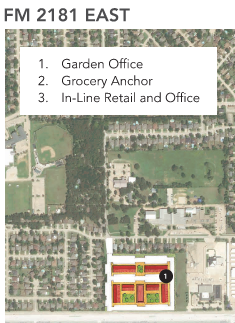 FM 2181 EAST
1. Garden Office
2. Grocery Anchor
3. In-Line Retail and Office
1